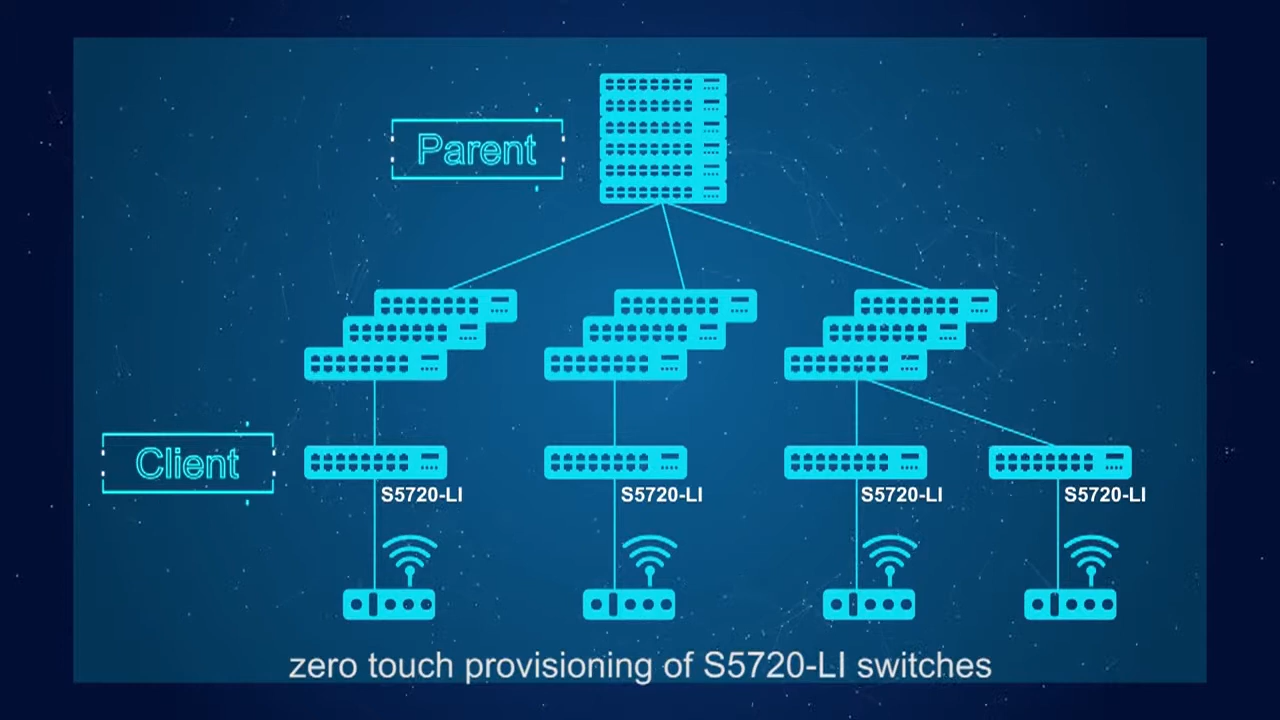 Parent
Client
S5720-LI
S5720-LI
S5720-LI
S5720-LI
zero touch provisioning of S5720-LI switches